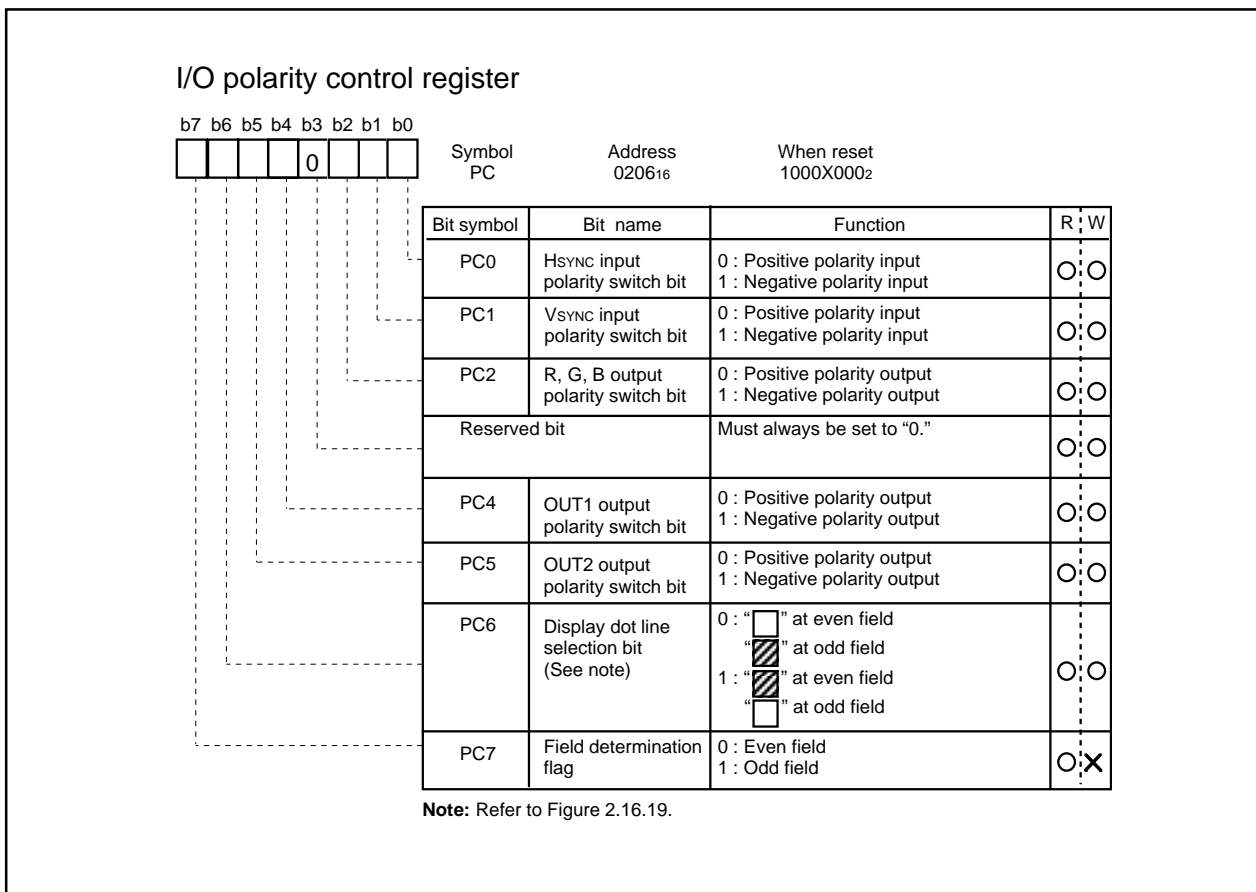 I/O polarity control register
b7 b6 b5 b4 b3 b2 b1 b0
0
Symbol Address When reset
PC 020616 1000X0002
Bit symbol Bit name Function R W
PC0 HSYNC input 0 : Positive polarity input
polarity switch bit 1 : Negative polarity input
PC1 VSYNC input 0 : Positive polarity input
polarity switch bit 1 : Negative polarity input
PC2 R, G, B output 0 : Positive polarity output
polarity switch bit 1 : Negative polarity output
Reserved bit Must always be set to “0.”
PC4 OUT1 output 0 : Positive polarity output
polarity switch bit 1 : Negative polarity output
PC5 OUT2 output 0 : Positive polarity output
polarity switch bit 1 : Negative polarity output
PC6 Display dot line 0 : “ ” at even field
selection bit “ ” at odd field
(See note) 1 : “ ” at even field
“ ” at odd field
PC7 Field determination 0 : Even field
flag 1 : Odd field
Note: Refer to Figure 2.16.19.